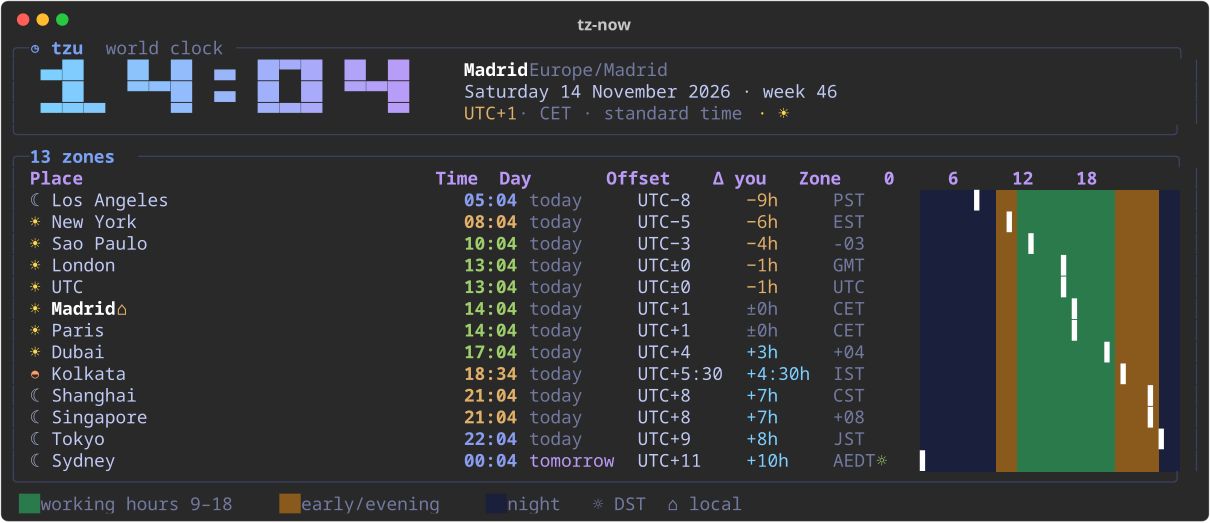 tz-now
◔ tzu world clock
14:04
Madrid Europe/Madrid
Saturday 14 November 2026 · week 46
UTC+1 · CET · standard time · ☀
13 zones
Place Time Day Offset Δ you Zone 0 6 12 18
☾ Los Angeles 05:04 today UTC−8 −9h PST
☀ New York 08:04 today UTC−5 −6h EST
☀ Sao Paulo 10:04 today UTC−3 −4h -03
☀ London 13:04 today UTC±0 −1h GMT
☀ UTC 13:04 today UTC±0 −1h UTC
☀ Madrid⌂ 14:04 today UTC+1 ±0h CET
☀ Paris 14:04 today UTC+1 ±0h CET
☀ Dubai 17:04 today UTC+4 +3h +04
◓ Kolkata 18:34 today UTC+5:30 +4:30h IST
☾ Shanghai 21:04 today UTC+8 +7h CST
☾ Singapore 21:04 today UTC+8 +7h +08
☾ Tokyo 22:04 today UTC+9 +8h JST
☾ Sydney 00:04 tomorrow UTC+11 +10h AEDT☼
working hours 9–18 early/evening night ☼ DST ⌂ local